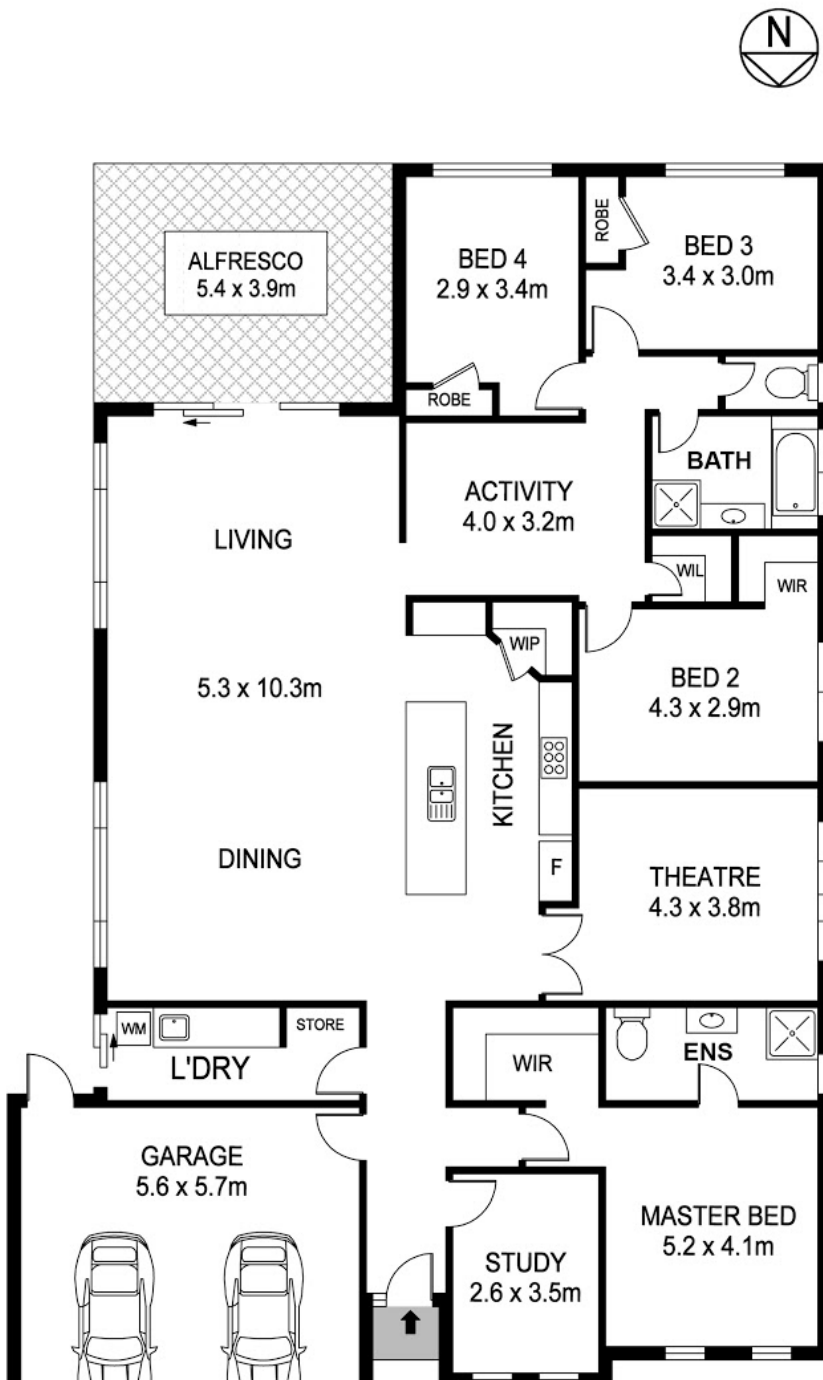 N
ALFRESCO
5.4 x 3.9m
BED 4
2.9 x 3.4m
ROBE
BED 3
3.4 x 3.0m
ROBE
ACTIVITY
4.0 x 3.2m
BATH
LIVING
WIL
WIR
WIP
5.3 x 10.3m
BED 2
4.3 x 2.9m
KITCHEN
DINING
F
THEATRE
4.3 x 3.8m
WM
STORE
L'DRY
WIR
ENS
GARAGE
5.6 x 5.7m
MASTER BED
5.2 x 4.1m
STUDY
2.6 x 3.5m